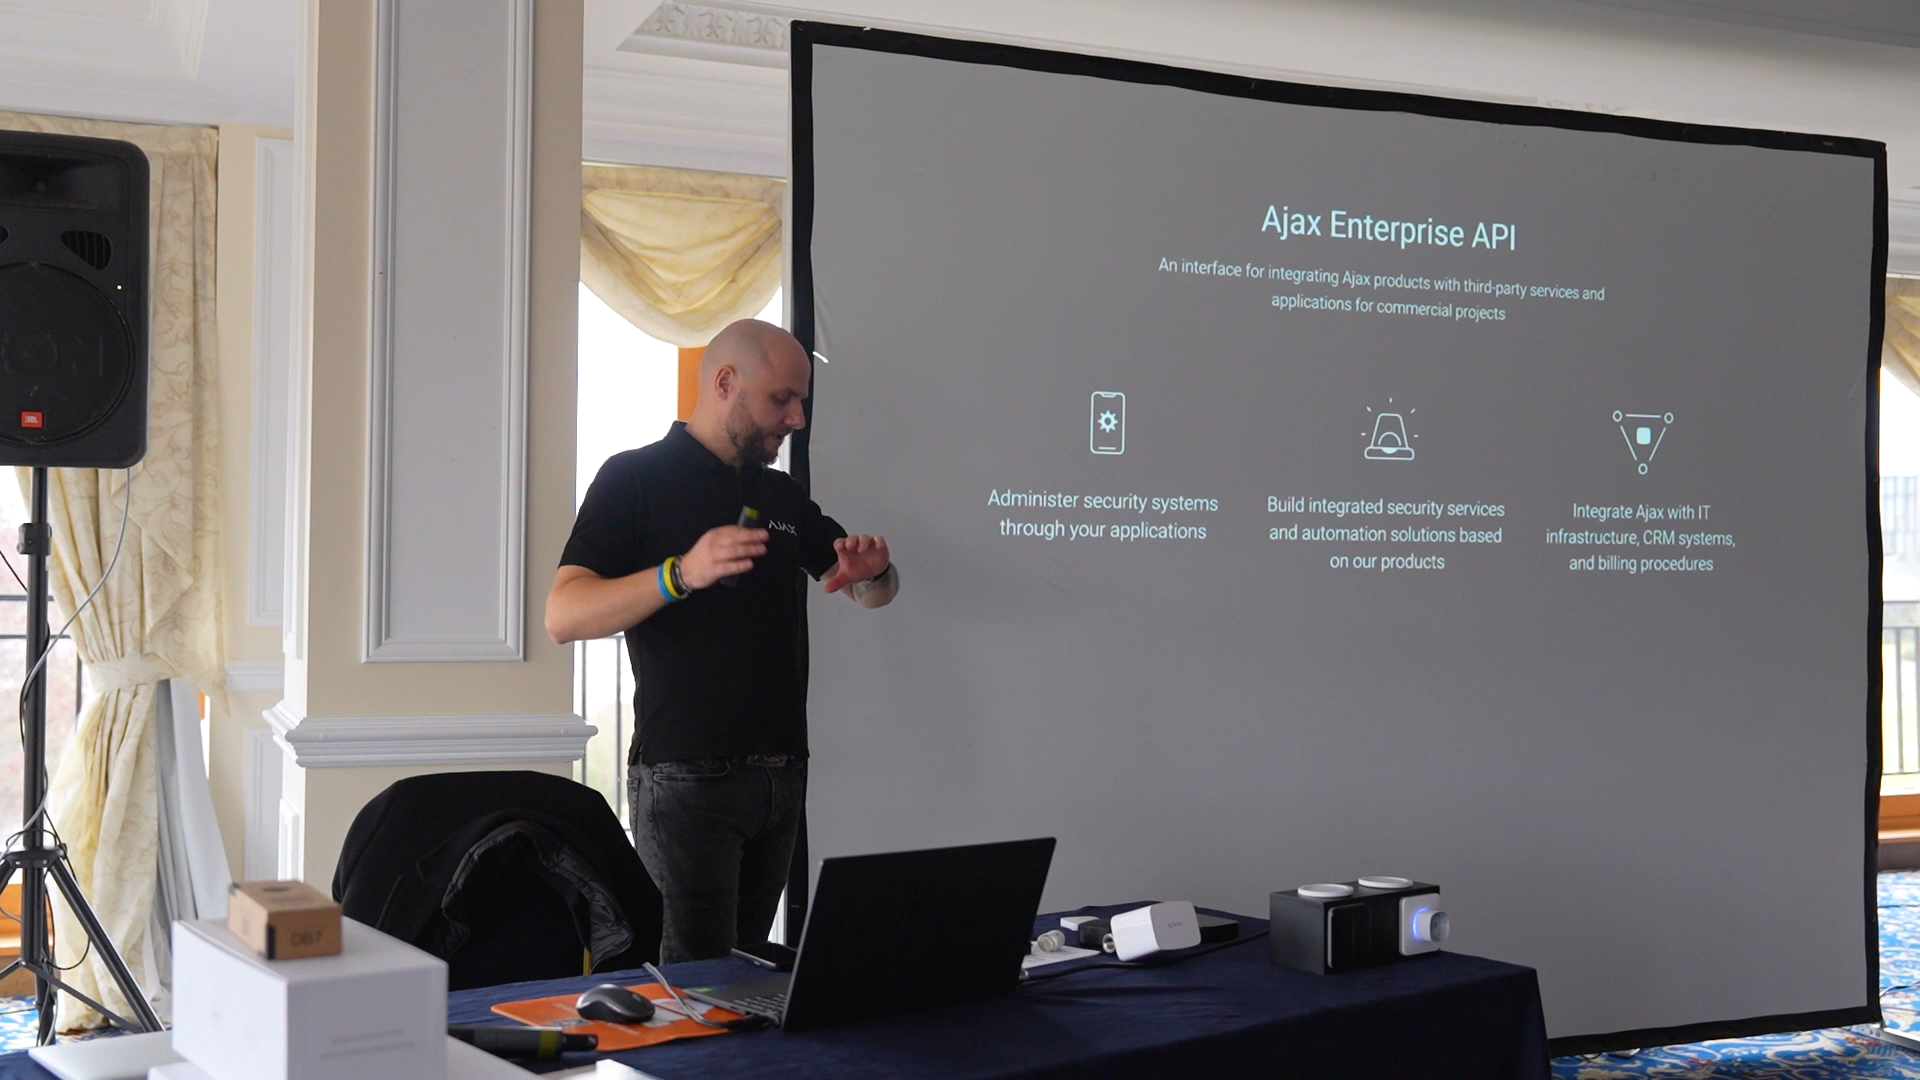 Ajax Enterprise API
An interface for integrating Ajax products with third-party services and
applications for commercial projects
Administer security systems
through your applications
Build integrated security services
and automation solutions based
on our products
Integrate Ajax with IT
infrastructure, CRM systems,
and billing procedures
AJAX
JBL